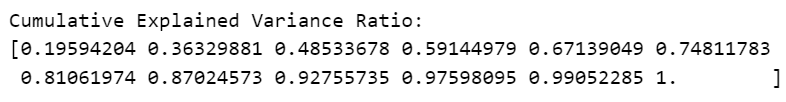 Cumulative Explained Variance Ratio:
[0.19594204 0.36329881 0.48533678 0.59144979 0.67139049 0.74811783
0.81061974 0.87024573 0.92755735 0.97598095 0.99052285 1.        ]